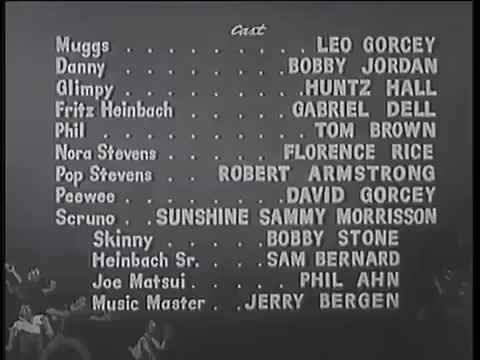 Cast
Muggs . . . . . . . . . LEO GORCEY
Danny . . . . . . . . BOBBY JORDAN
Glimpy . . . . . . . . . HUNTZ HALL
Fritz Heinbach . . . . . . GABRIEL DELL
Phil . . . . . . . . . . . TOM BROWN
Nora Stevens . . . . . FLORENCE RICE
Pop Stevens . . ROBERT ARMSTRONG
Peewee . . . . . . . . DAVID GORCEY
Scruno . . SUNSHINE SAMMY MORRISSON
Skinny . . . . . BOBBY STONE
Heinbach Sr. . . . SAM BERNARD
Joe Matsui . . . . . PHIL AHN
Music Master . . JERRY BERGEN